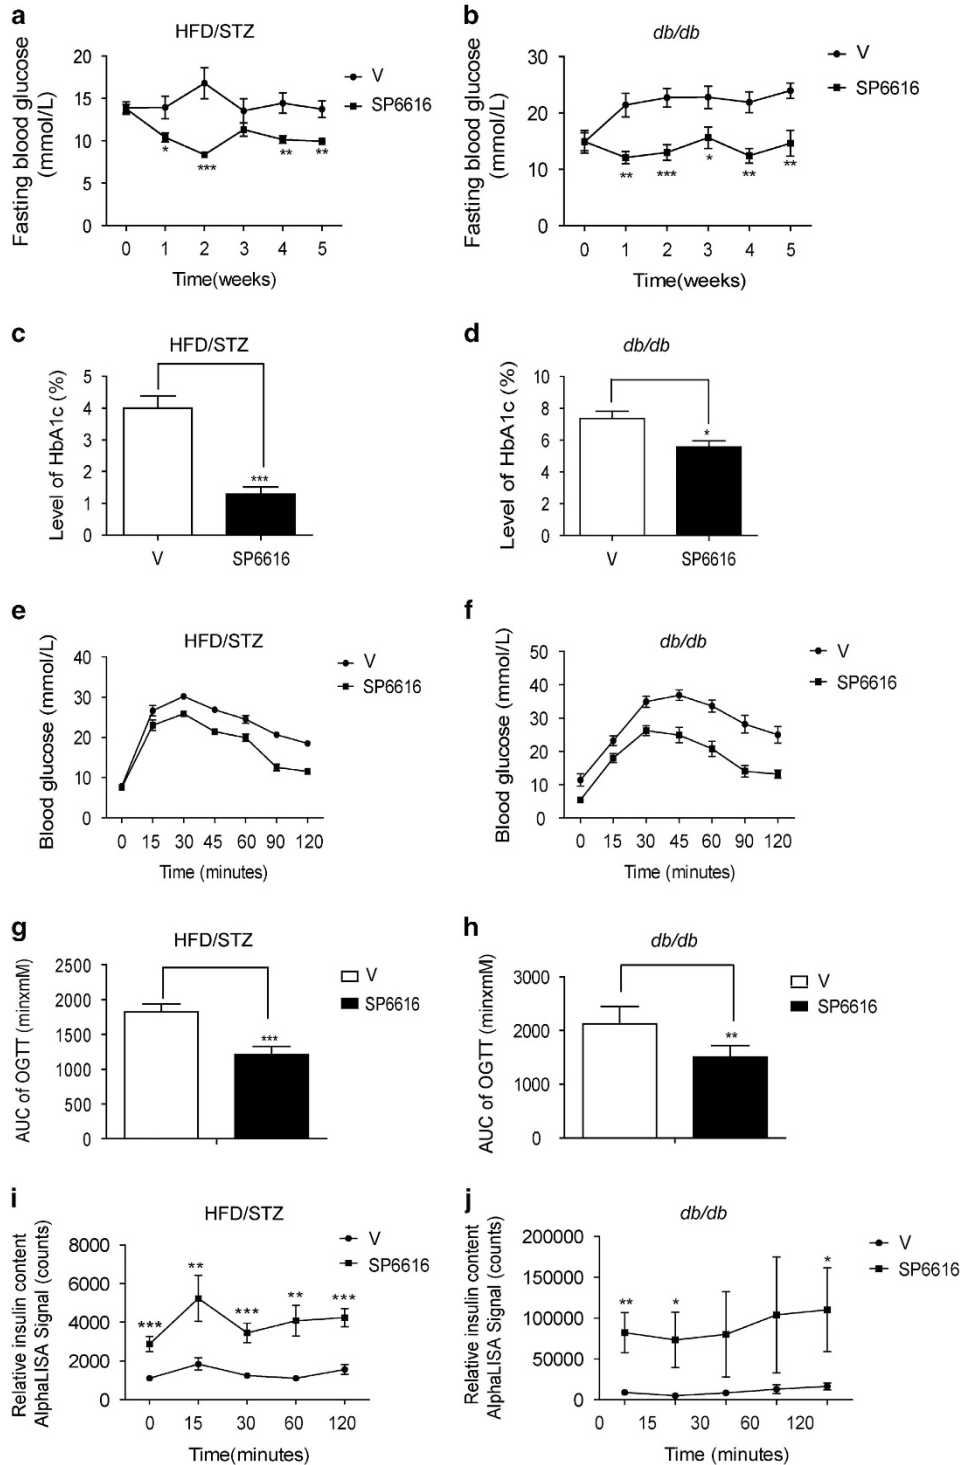 a
HFD/STZ
Fasting blood glucose
(mmol/L)
20
15
10
5
0
* *** ** **
0 1 2 3 4 5
Time(weeks)
V
SP6616
b
db/db
Fasting blood glucose
(mmol/L)
30
20
10
0
** *** * ** **
0 1 2 3 4 5
Time(weeks)
V
SP6616
c
HFD/STZ
Level of HbA1c (%)
5
4
3
2
1
0
***
V SP6616
d
db/db
Level of HbA1c (%)
10
8
6
4
2
0
*
V SP6616
e
HFD/STZ
Blood glucose (mmol/L)
40
30
20
10
0
0 15 30 45 60 90 120
Time (minutes)
V
SP6616
f
db/db
Blood glucose (mmol/L)
50
40
30
20
10
0
0 15 30 45 60 90 120
Time (minutes)
V
SP6616
g
HFD/STZ
AUC of OGTT (minxmM)
2500
2000
1500
1000
500
0
***
V
SP6616
h
db/db
AUC of OGTT (minxmM)
3000
2000
1000
0
**
V
SP6616
i
HFD/STZ
Relative insulin content
AlphaLISA Signal (counts)
8000
6000
4000
2000
0
*** ** *** ** ***
0 15 30 60 120
Time(minutes)
V
SP6616
j
db/db
Relative insulin content
AlphaLISA Signal (counts)
200000
150000
100000
50000
0
** * *
0 15 30 60 120
Time (minutes)
V
SP6616